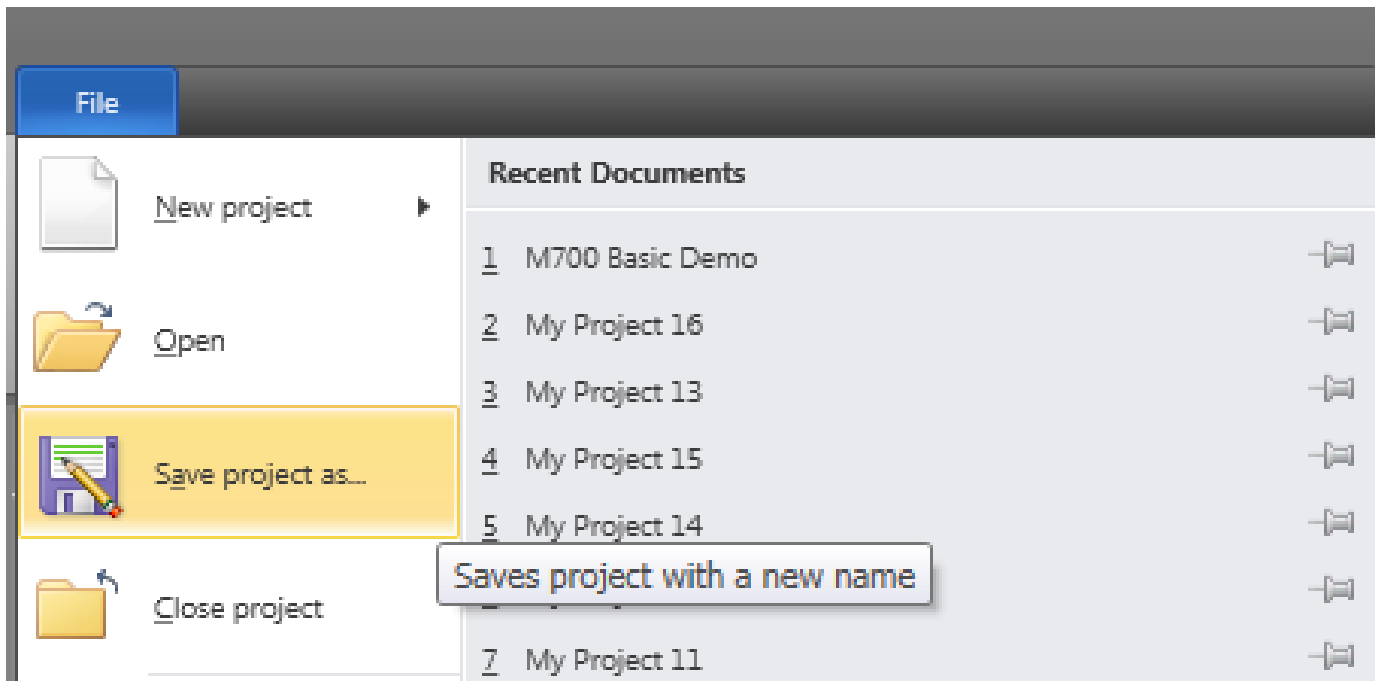 File
New project
Open
Save project as...
Close project
Recent Documents
1 M700 Basic Demo
2 My Project 16
3 My Project 13
4 My Project 15
5 My Project 14
Saves project with a new name
7 My Project 11